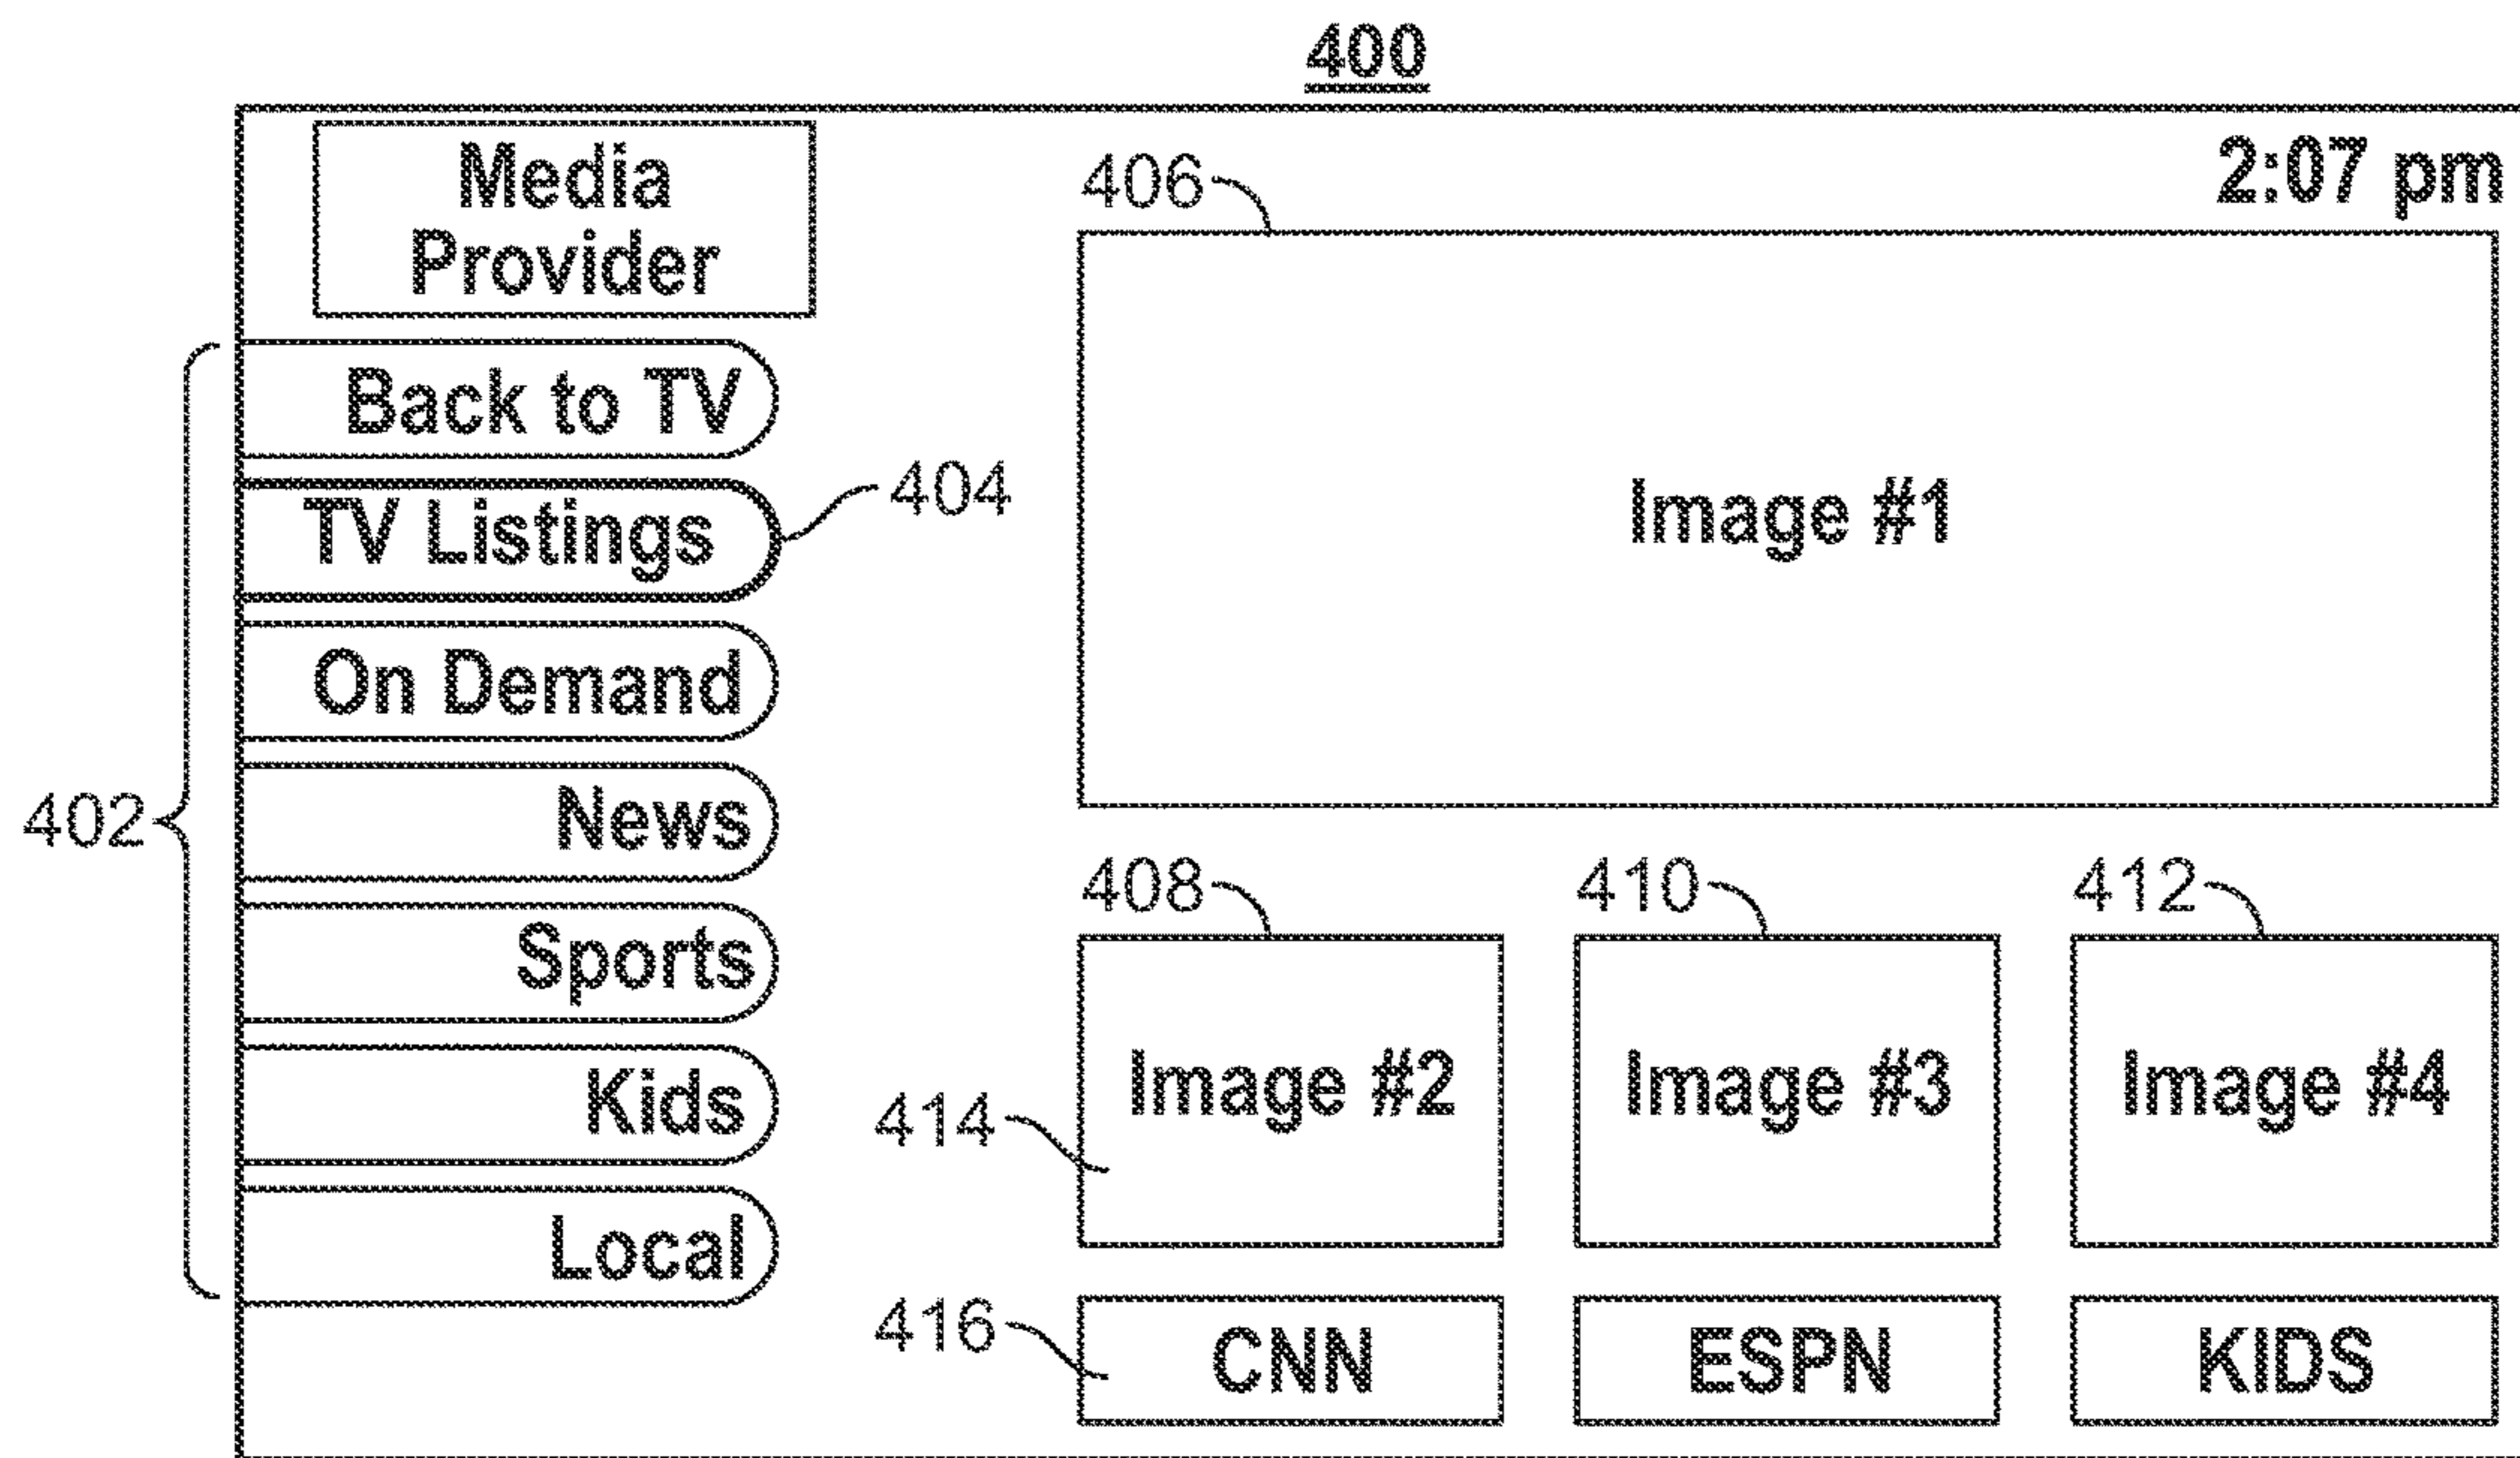 400
Media
Provider
2:07 pm
406
Back to TV
TV Listings
404
Image #1
On Demand
News
402
408
410
412
Sports
Image #2
Image #3
Image #4
Kids
414
Local
416
CNN
ESPN
KIDS